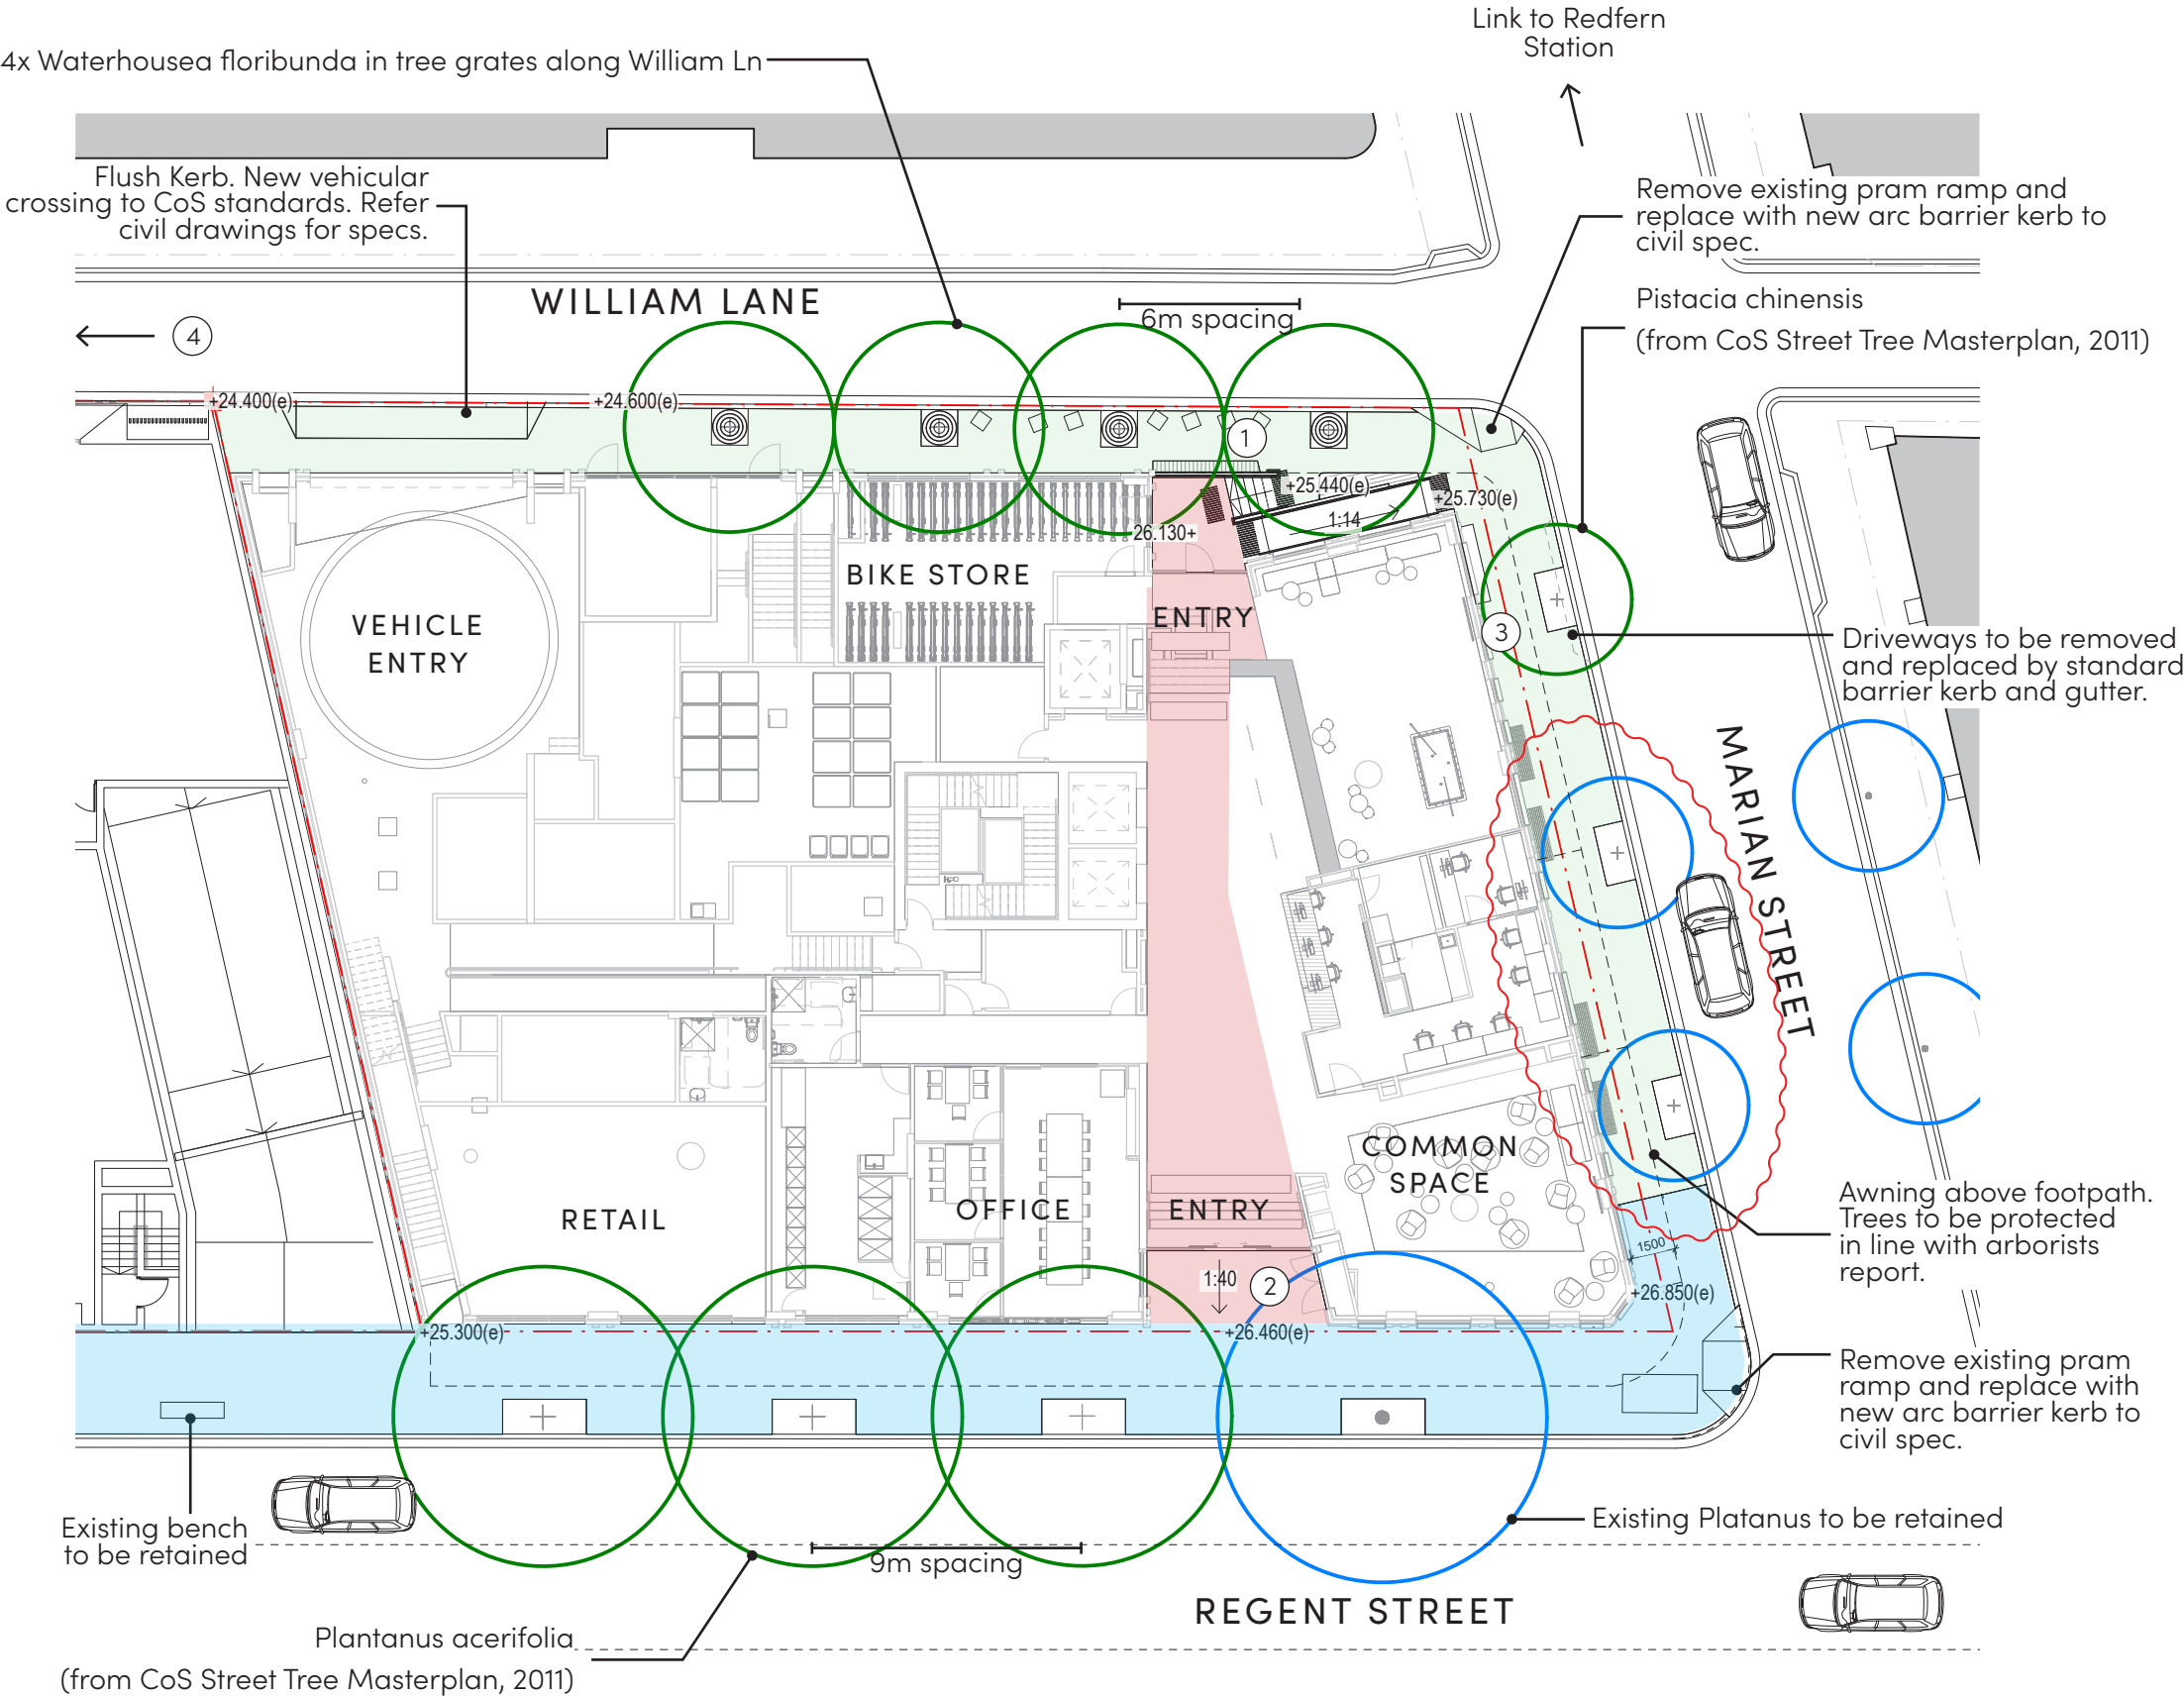 Link to Redfern
Station
4x Waterhousea floribunda in tree grates along William Ln
Flush Kerb. New vehicular
crossing to CoS standards. Refer
civil drawings for specs.
Remove existing pram ramp and
replace with new arc barrier kerb to
civil spec.
WILLIAM LANE
6m spacing
Pistacia chinensis
(from CoS Street Tree Masterplan, 2011)
4
+24.400(e)
+24.600(e)
1
+25.440(e)
+25.730(e)
1:14
26.130+
BIKE STORE
VEHICLE
ENTRY
ENTRY
3
Driveways to be removed
and replaced by standard
barrier kerb and gutter.
MARIAN STREET
COMMON
SPACE
RETAIL
OFFICE
ENTRY
Awning above footpath.
Trees to be protected
in line with arborists
report.
1500
1:40
2
+26.850(e)
+25.300(e)
+26.460(e)
Remove existing pram
ramp and replace with
new arc barrier kerb to
civil spec.
Existing bench
to be retained
Existing Platanus to be retained
9m spacing
REGENT STREET
Plantanus acerifolia
(from CoS Street Tree Masterplan, 2011)